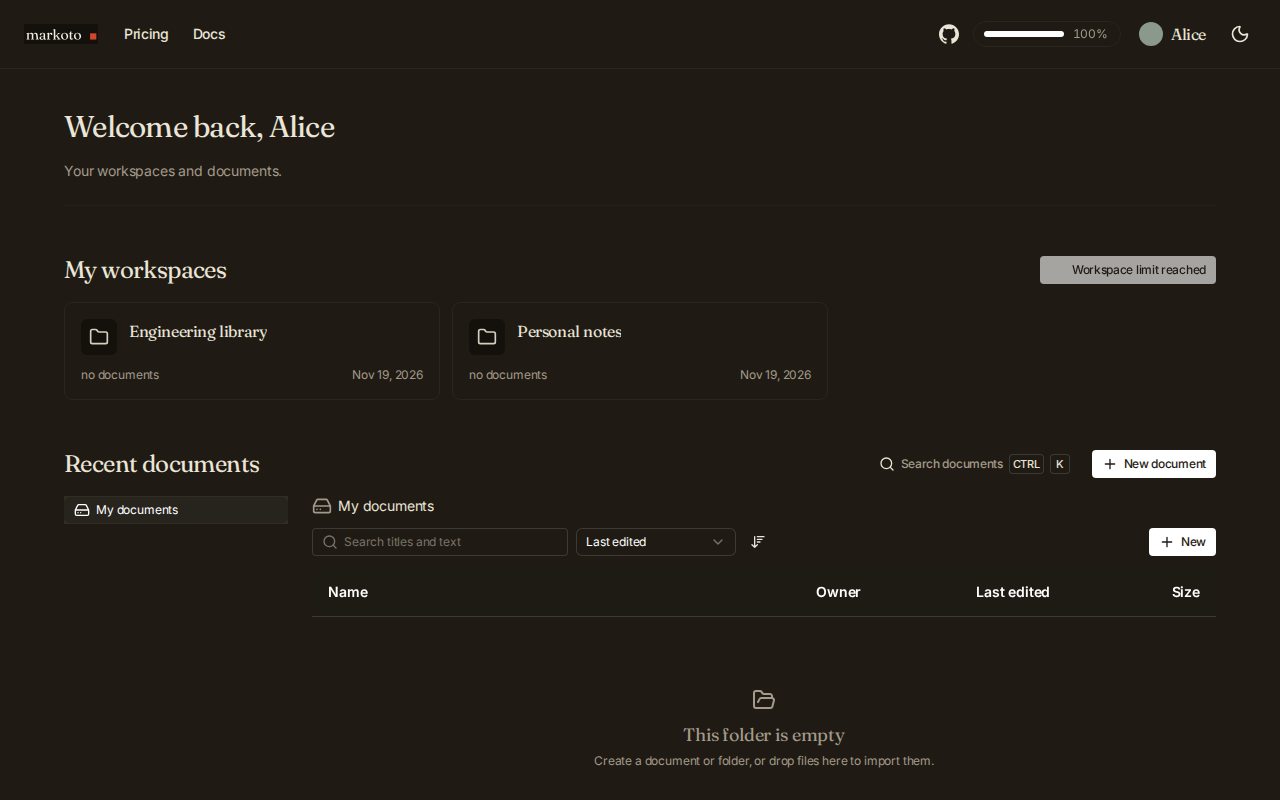 markoto
Pricing
Docs
100%
Alice
Welcome back, Alice
Your workspaces and documents.
My workspaces
Workspace limit reached
Engineering library
no documents
Nov 19, 2026
Personal notes
no documents
Nov 19, 2026
Recent documents
Search documents
CTRL
K
New document
My documents
My documents
Search titles and text
Last edited
New
Name
Owner
Last edited
Size
This folder is empty
Create a document or folder, or drop files here to import them.